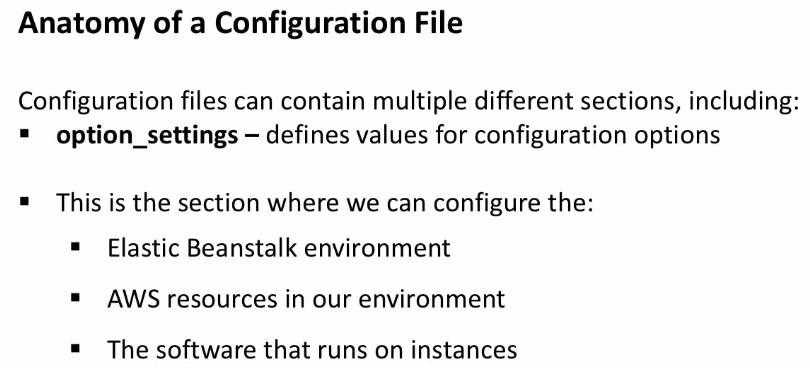 Anatomy of a Configuration File
Configuration files can contain multiple different sections, including:
▪ option_settings – defines values for configuration options
▪ This is the section where we can configure the:
▪ Elastic Beanstalk environment
▪ AWS resources in our environment
▪ The software that runs on instances